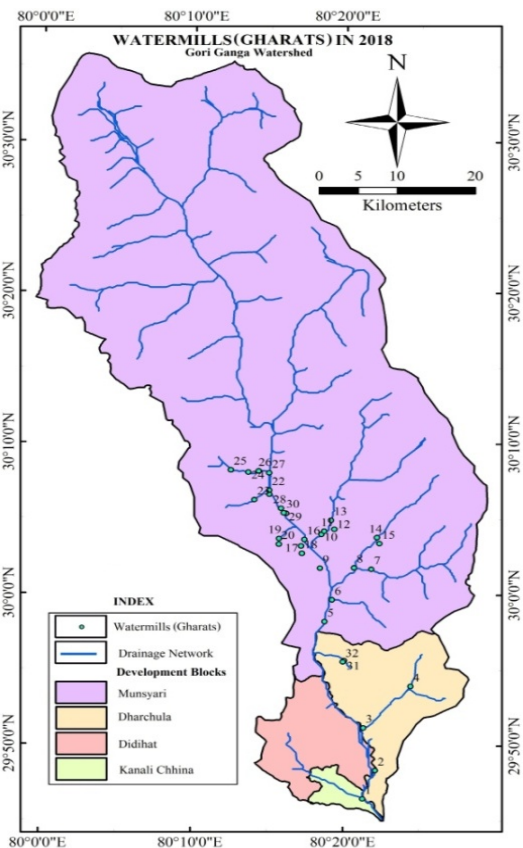 80°0'0"E 80°10'0"E 80°20'0"E
WATERMILLS (GHARATS) IN 2018
Gori Ganga Watershed
N
0 5 10 20
Kilometers
30°30'0"N 30°30'0"N
30°20'0"N 30°20'0"N
30°10'0"N 30°10'0"N
25 26 27
24
22
23 28
30
29
13
11 12
16 10
19 20
17 18
14 15
9 8 7
30°0'0"N 30°0'0"N
6
5
32
31
4
3
2
1
INDEX
Watermills (Gharats)
Drainage Network
Development Blocks
Munsyari
Dharchula
Didihat
Kanali Chhina
29°50'0"N 29°50'0"N
80°0'0"E 80°10'0"E 80°20'0"E